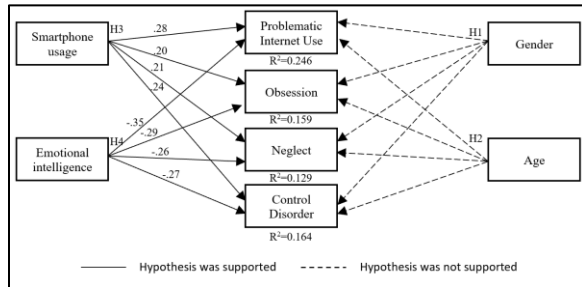 H3
.28
Problematic
Internet Use
H1
Smartphone
usage
Gender
.20
R²=0.246
.21
Obsession
.24
R²=0.159
-.35
H4
-.29
H2
Emotional
intelligence
Neglect
Age
-.26
R²=0.129
-.27
Control
Disorder
R²=0.164
Hypothesis was supported
Hypothesis was not supported